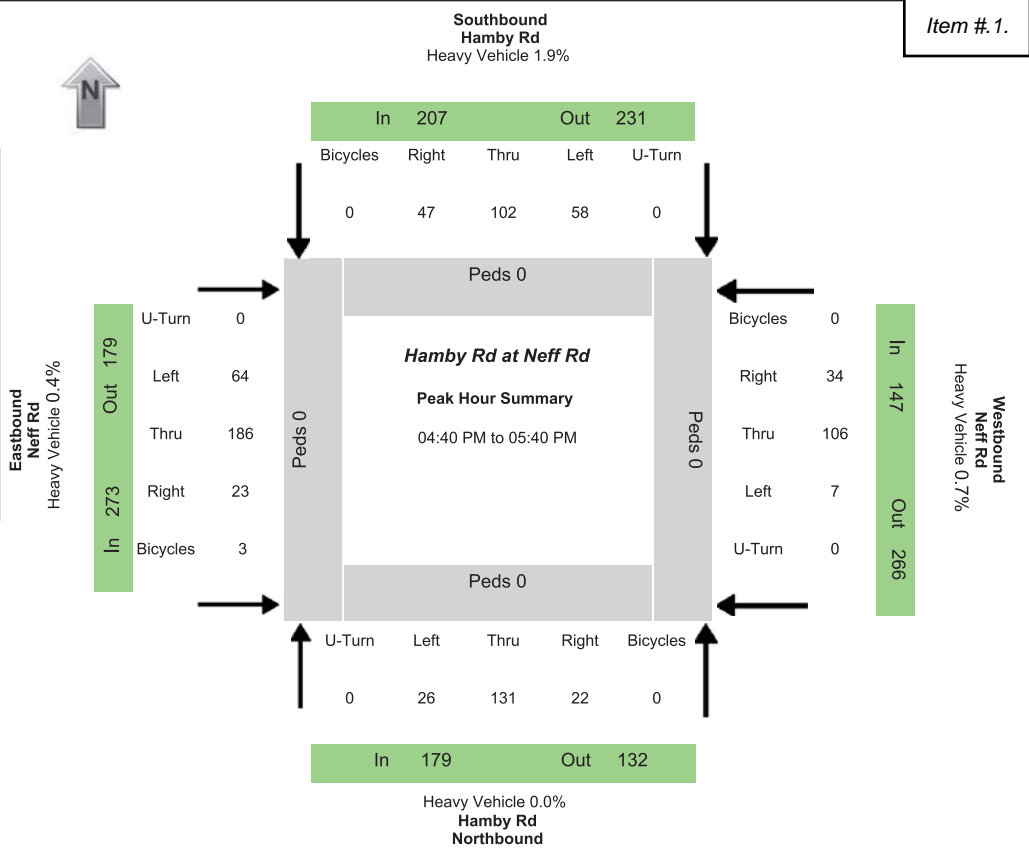 Item #.1.
Southbound
Hamby Rd
Heavy Vehicle 1.9%
N
In 207 Out 231
Bicycles Right Thru Left U-Turn
0 47 102 58 0
Peds 0
Eastbound
Neff Rd
Heavy Vehicle 0.4%
In 273 Out 179
U-Turn 0
Left 64
Thru 186
Right 23
Bicycles 3
Peds 0
Hamby Rd at Neff Rd
Peak Hour Summary
04:40 PM to 05:40 PM
Peds 0
Bicycles 0
Right 34
Thru 106
Left 7
U-Turn 0
In 147 Out 266
Westbound
Neff Rd
Heavy Vehicle 0.7%
Peds 0
U-Turn Left Thru Right Bicycles
0 26 131 22 0
In 179 Out 132
Heavy Vehicle 0.0%
Hamby Rd
Northbound